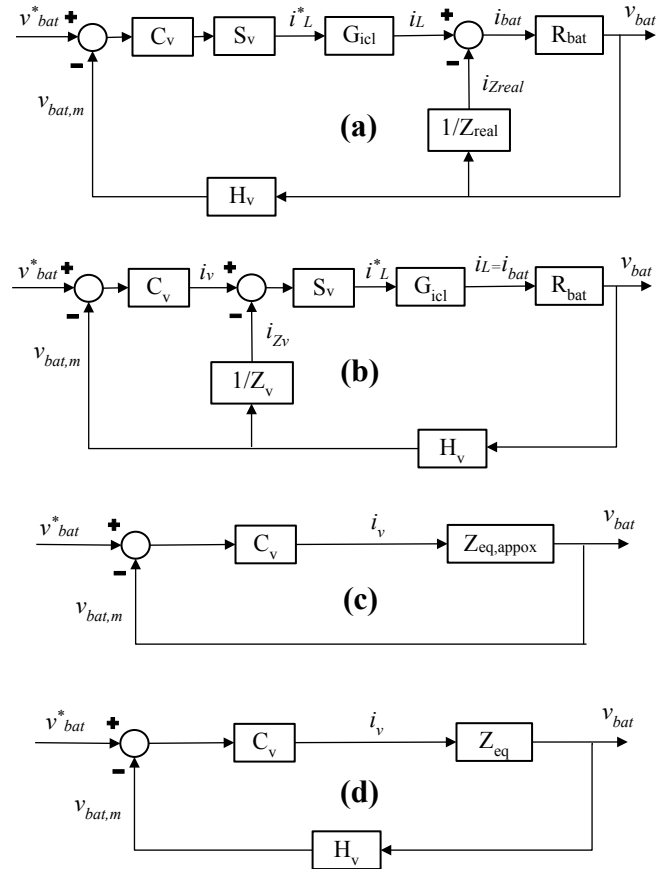 v*bat + − Cv Sv i*L Gicl iL + − ibat Rbat vbat
vbat,m iZreal
(a) 1/Zreal
Hv
v*bat + − Cv iv + − Sv i*L Gicl iL=ibat Rbat vbat
vbat,m iZv
1/Zv (b)
Hv
v*bat + − Cv iv Zeq,appox vbat
vbat,m (c)
v*bat + − Cv iv Zeq vbat
vbat,m (d)
Hv